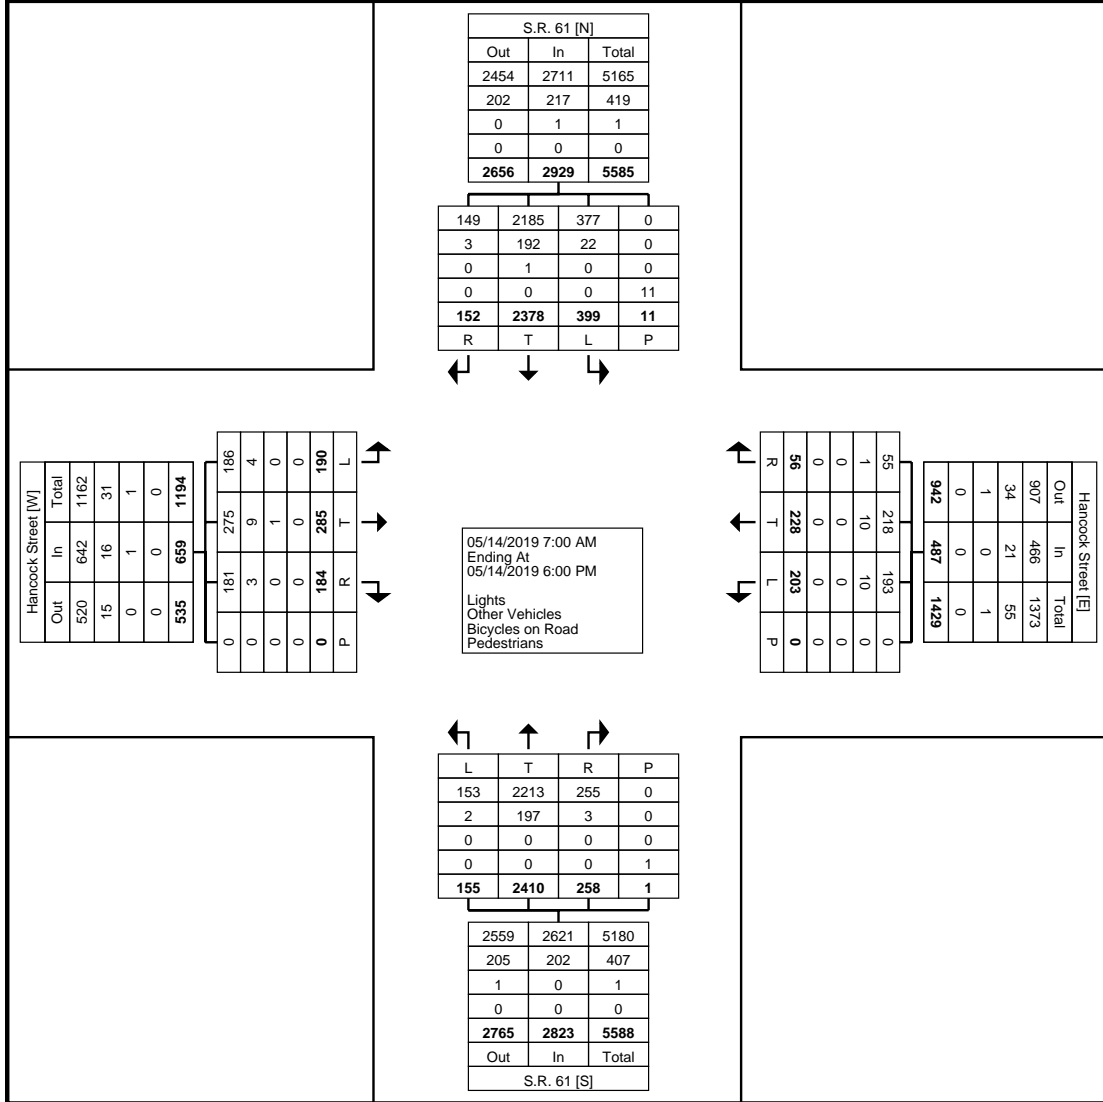 S.R. 61 [N]
Out In Total
2454 2711 5165
202 217 419
0 1 1
0 0 0
2656 2929 5585
149 2185 377 0
3 192 22 0
0 1 0 0
0 0 0 11
152 2378 399 11
R T L P
Hancock Street [W]
Total In Out
1162 642 520
31 16 15
1 1 0
0 0 0
1194 659 535
186 275 181 0
4 9 3 0
0 1 0 0
0 0 0 0
190 285 184 0
L T R P
05/14/2019 7:00 AM
Ending At
05/14/2019 6:00 PM
Lights
Other Vehicles
Bicycles on Road
Pedestrians
Hancock Street [E]
Out In Total
907 466 1373
34 21 55
1 0 1
0 0 0
942 487 1429
55 218 193 0
1 10 10 0
0 0 0 0
0 0 0 0
56 228 203 0
R T L P
L T R P
153 2213 255 0
2 197 3 0
0 0 0 0
0 0 0 1
155 2410 258 1
2559 2621 5180
205 202 407
1 0 1
0 0 0
2765 2823 5588
Out In Total
S.R. 61 [S]